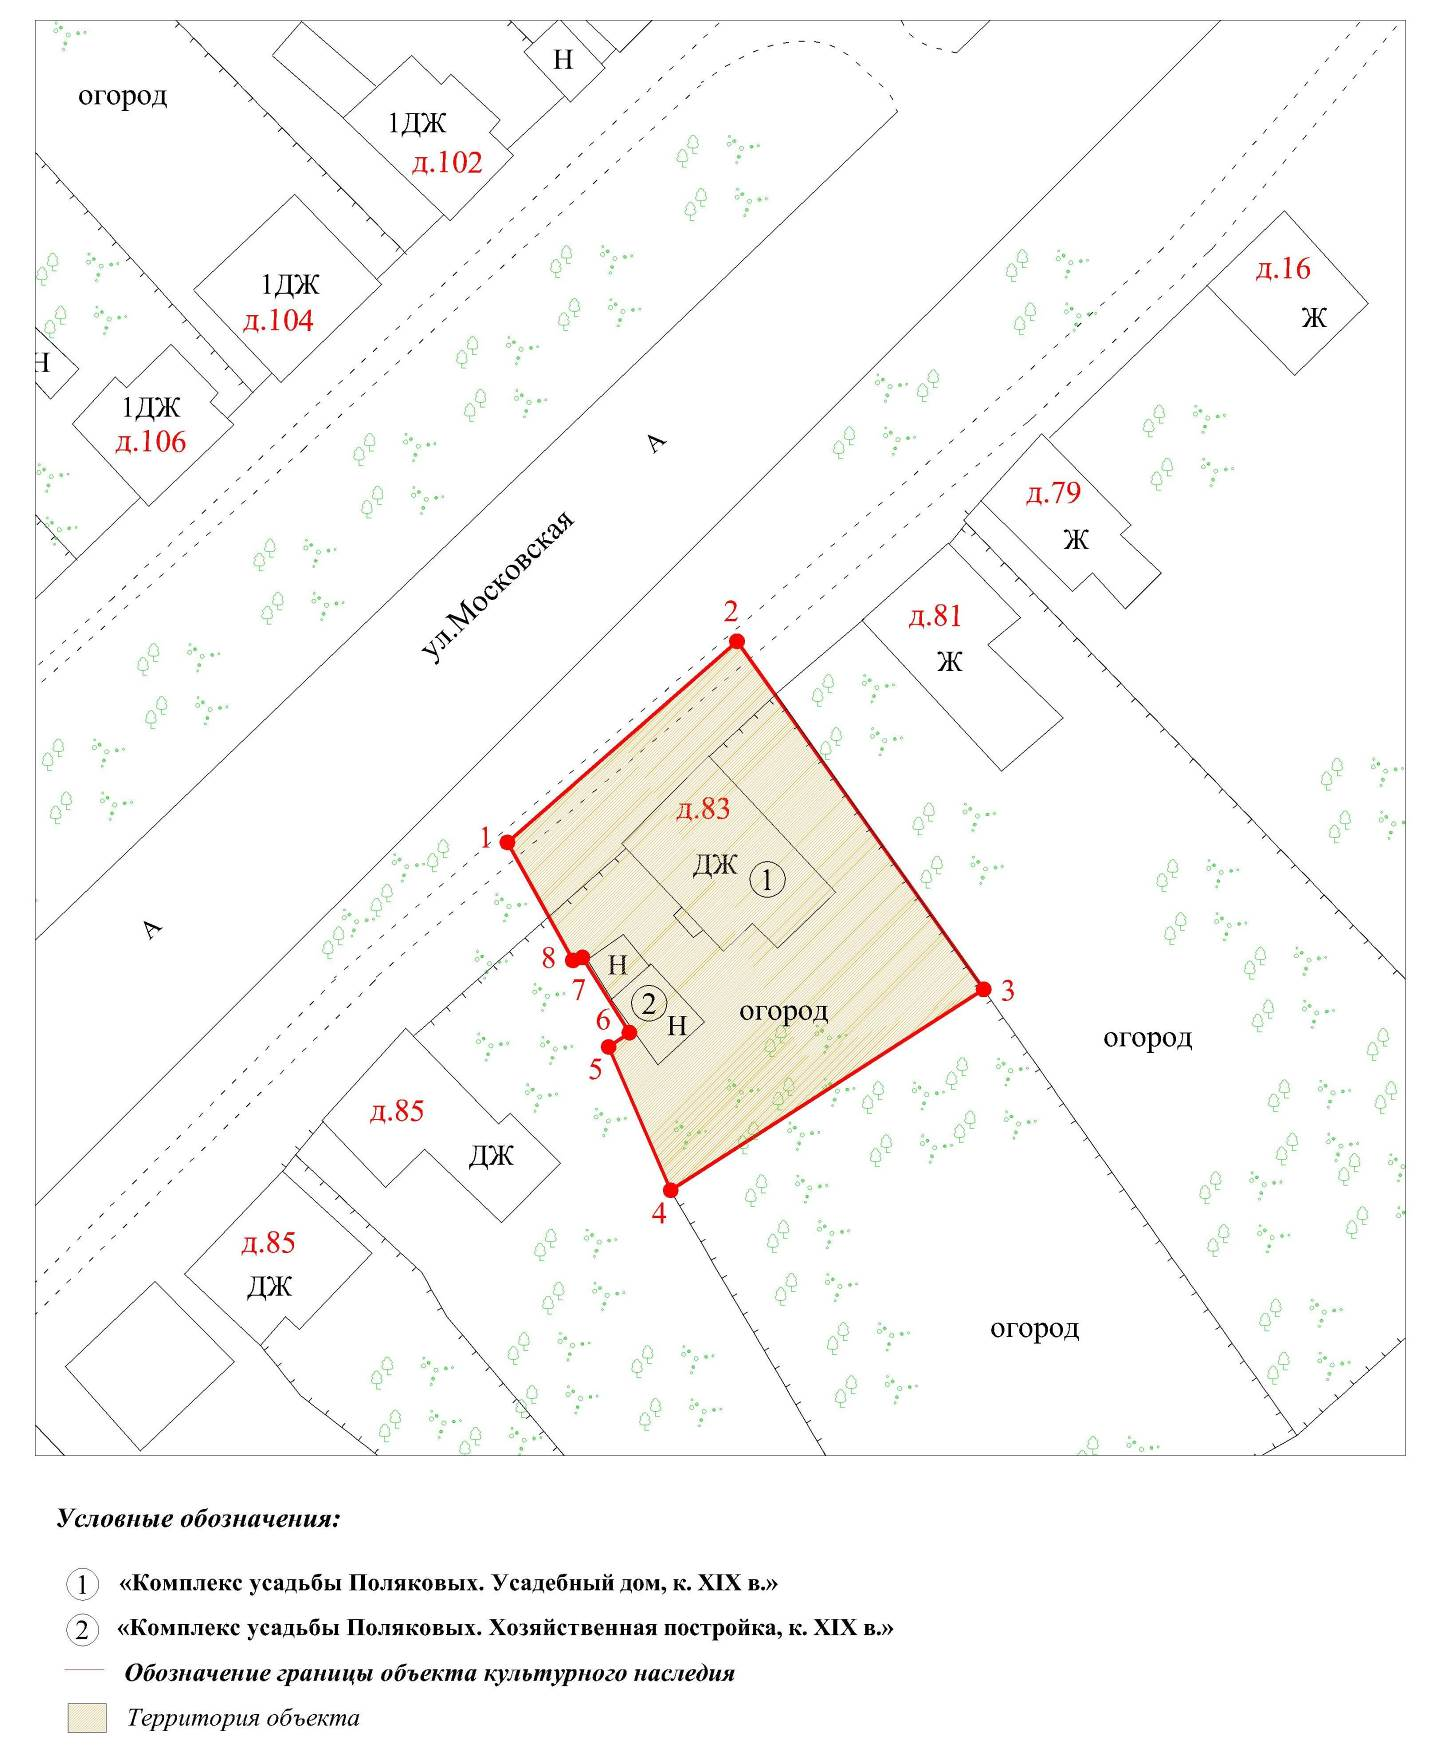 Н
огород
1ДЖ
д.102
д.16
Ж
1ДЖ
д.104
Н
1ДЖ
д.106
А
д.79
Ж
ул.Московская
2
д.81
Ж
д.83
1
ДЖ
1
А
8
Н
7
3
2
огород
6
Н
огород
5
д.85
ДЖ
4
д.85
ДЖ
огород
Условные обозначения:
1 «Комплекс усадьбы Поляковых. Усадебный дом, к. XIX в.»
2 «Комплекс усадьбы Поляковых. Хозяйственная постройка, к. XIX в.»
Обозначение границы объекта культурного наследия
Территория объекта